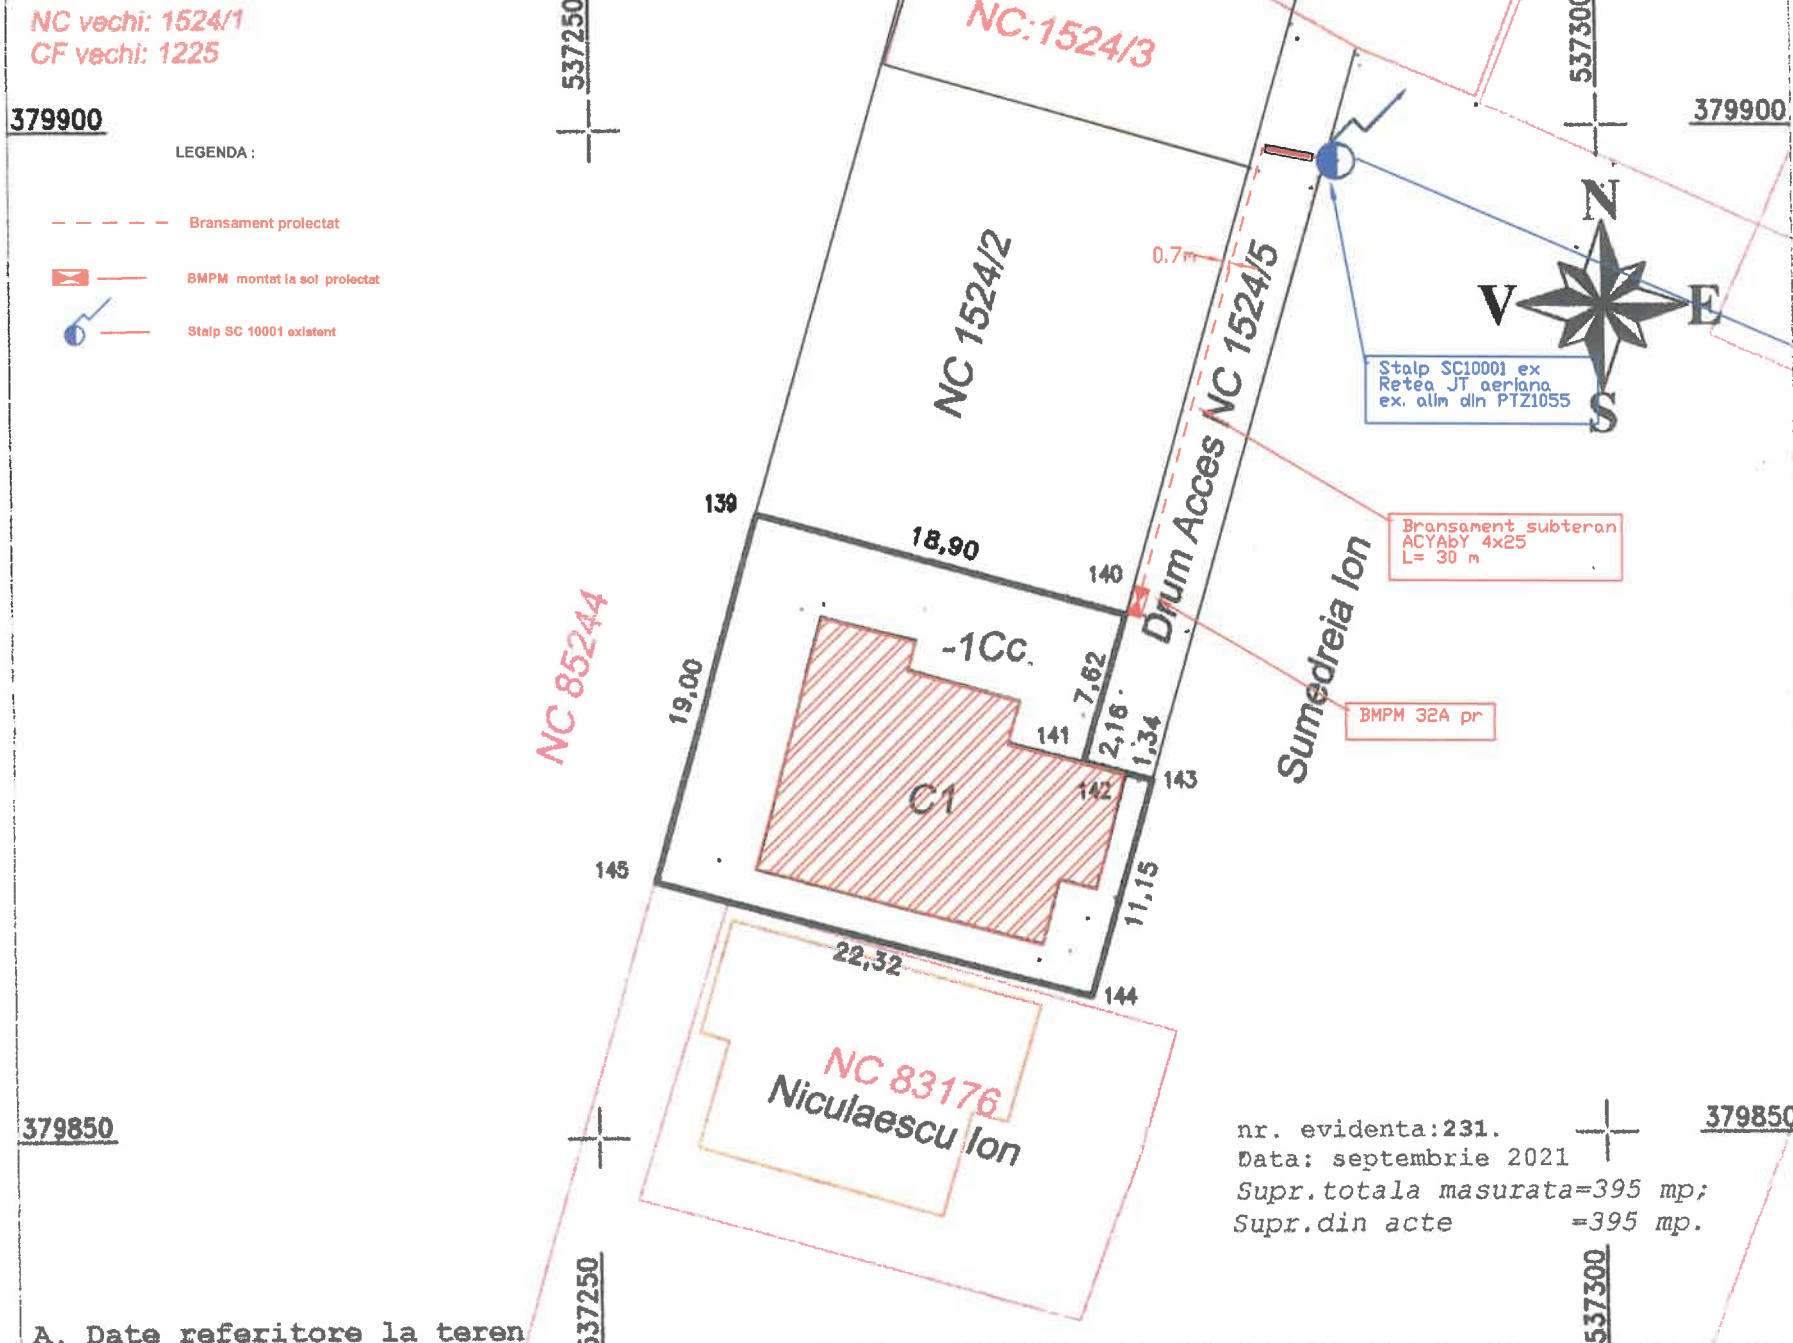 NC vechi: 1524/1
CF vechi: 1225
537250
NC:1524/3
537300
379900
379900
LEGENDA :
Bransament proiectat
BMPM montat la sol proiectat
Stalp SC 10001 existent
N
V
E
S
0.7m
NC 1524/2
Drum Acces NC 1524/5
Stalp SC10001 ex
Retea JT aeriana
ex. alim din PTZ1055
139
18,90
140
Bransament subteran
ACYAbY 4x25
L= 30 m
Sumedreia Ion
NC 85244
19,00
-1Cc.
7,62
BMPM 32A pr
141
2,16
1,34
143
142
C1
145
11,15
22,32
144
NC 83176
Niculaescu Ion
379850
379850
nr. evidenta:231.
Data: septembrie 2021
Supr.totala masurata=395 mp;
Supr.din acte =395 mp.
537250
537300
A. Date referitore la teren